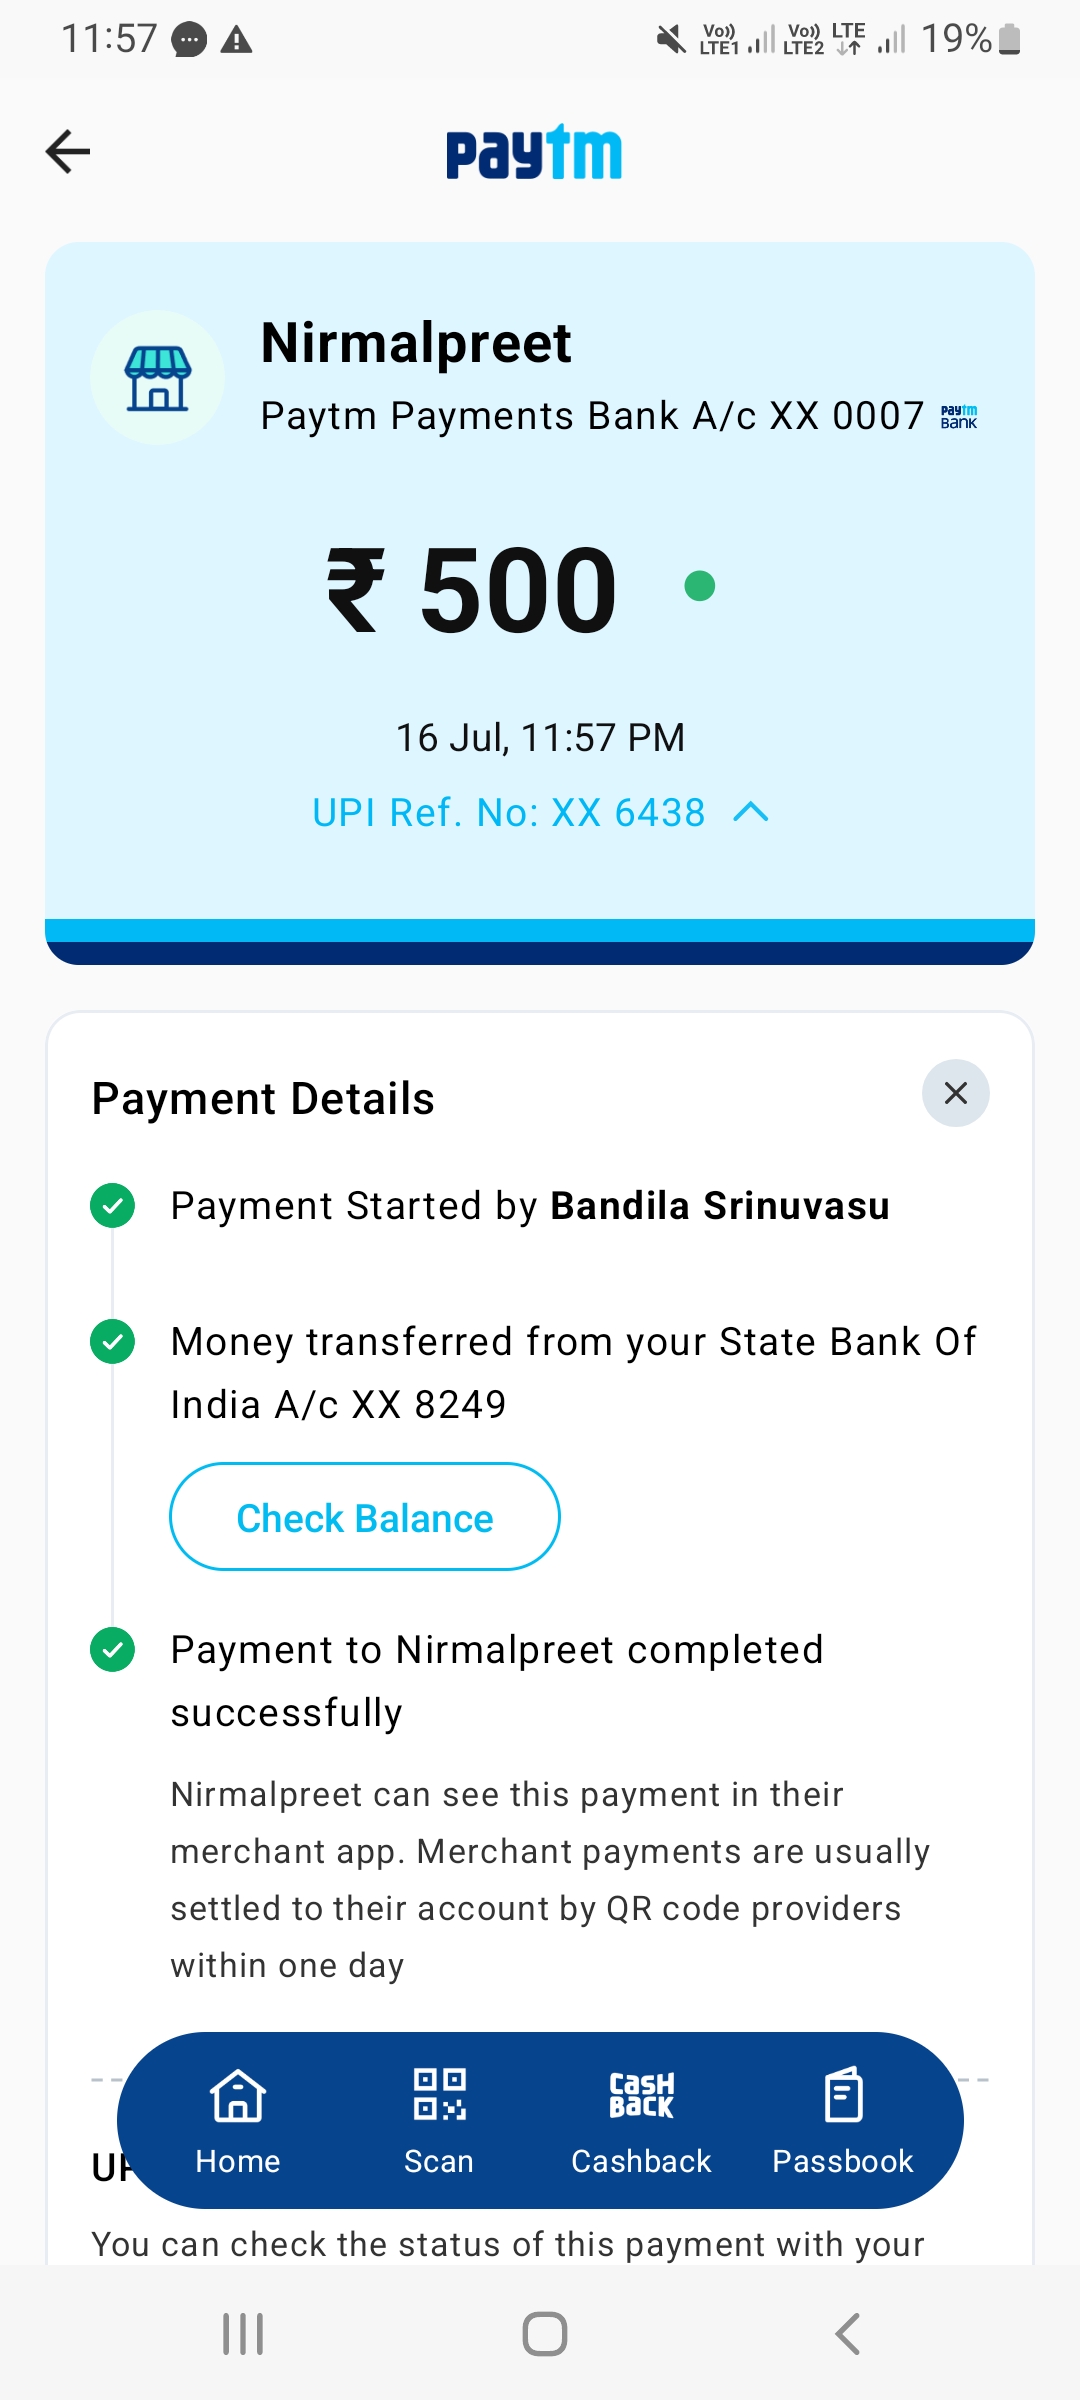 11:57
Vo)) LTE1 Vo)) LTE2 LTE 19%
paytm
Nirmalpreet
Paytm Payments Bank A/c XX 0007 paytm BANK
₹ 500
16 Jul, 11:57 PM
UPI Ref. No: XX 6438
Payment Details
Payment Started by Bandila Srinuvasu
Money transferred from your State Bank Of
India A/c XX 8249
Check Balance
Payment to Nirmalpreet completed
successfully
Nirmalpreet can see this payment in their
merchant app. Merchant payments are usually
settled to their account by QR code providers
within one day
CASH
BACK
Home Scan Cashback Passbook
You can check the status of this payment with your